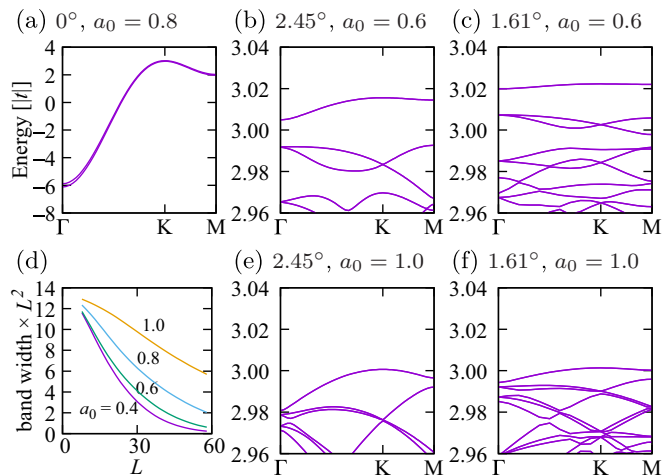 (a) 0°, a₀ = 0.8
(b) 2.45°, a₀ = 0.6
(c) 1.61°, a₀ = 0.6
Energy [|t|]
4
2
0
−2
−4
−6
−8
Γ K M
3.04
3.02
3.00
2.98
2.96
Γ K M
3.04
3.02
3.00
2.98
2.96
Γ K M
(d)
(e) 2.45°, a₀ = 1.0
(f) 1.61°, a₀ = 1.0
band width × L²
14
12
10
8
6
4
2
0
1.0
0.8
0.6
a₀ = 0.4
0 30 60
L
3.04
3.02
3.00
2.98
2.96
Γ K M
3.04
3.02
3.00
2.98
2.96
Γ K M